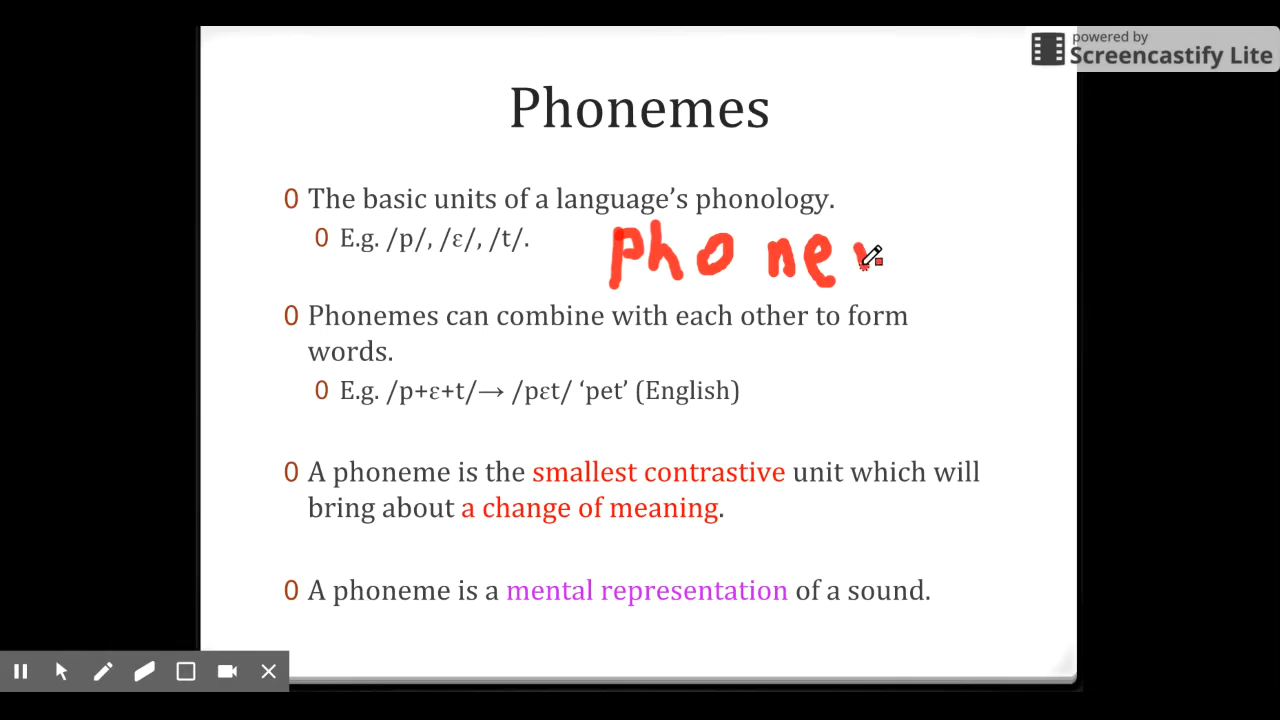 powered by
Screencastify Lite
Phonemes
0 The basic units of a language’s phonology.
0 E.g. /p/, /ɛ/, /t/.
phone
0 Phonemes can combine with each other to form
words.
0 E.g. /p+ɛ+t/→ /pɛt/ ‘pet’ (English)
0 A phoneme is the smallest contrastive unit which will
bring about a change of meaning.
0 A phoneme is a mental representation of a sound.